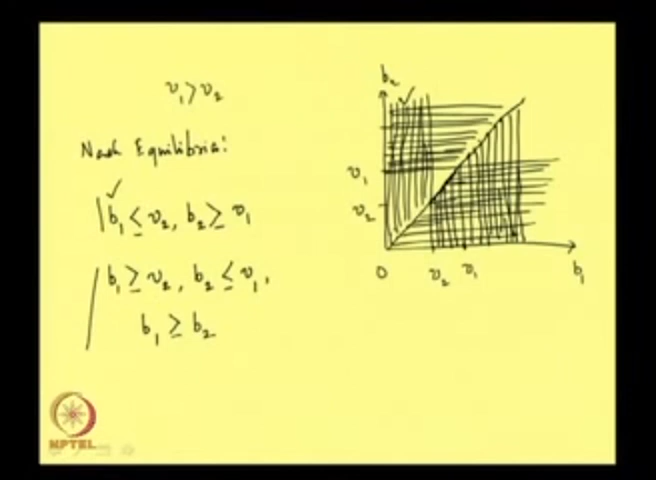 v₁ > v₂
Nash Equilibria:
b₁ ≤ v₂, b₂ ≥ v₁
b₁ ≥ v₂, b₂ ≤ v₁,
b₁ ≥ b₂
b₂
v₁
v₂
0 v₂ v₁ b₁
NPTEL